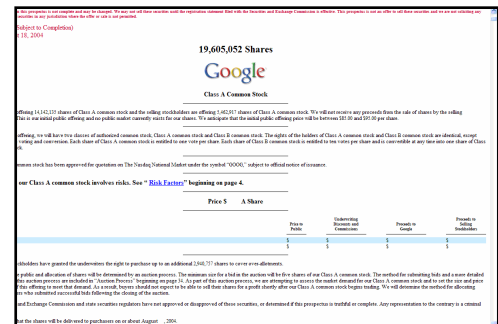 this prospectus is not complete and may be changed. We may not sell these securities until the registration statement filed with the Securities and Exchange Commission is effective. This prospectus is not an offer to sell these securities and we are not soliciting any
securities in any jurisdiction where the offer or sale is not permitted.
Subject to Completion)
t 18, 2004
19,605,052 Shares
Google
Class A Common Stock
offering 14,142,135 shares of Class A common stock and the selling stockholders are offering 5,462,917 shares of Class A common stock. We will not receive any proceeds from the sale of shares by the selling
This is our initial public offering and no public market currently exists for our shares. We anticipate that the initial public offering price will be between $85.00 and $95.00 per share.
offering, we will have two classes of authorized common stock, Class A common stock and Class B common stock. The rights of the holders of Class A common stock and Class B common stock are identical, except
voting and conversion. Each share of Class A common stock is entitled to one vote per share. Each share of Class B common stock is entitled to ten votes per share and is convertible at any time into one share of Class
ck.
ommon stock has been approved for quotation on The Nasdaq National Market under the symbol "GOOG," subject to official notice of issuance.
our Class A common stock involves risks. See " Risk Factors" beginning on page 4.
Price $ A Share
Price to Public
Underwriting Discounts and Commissions
Proceeds to Google
Proceeds to Selling Stockholders
$ $ $ $
$ $ $ $
ckholders have granted the underwriters the right to purchase up to an additional 2,940,757 shares to cover over-allotments.
e public and allocation of shares will be determined by an auction process. The minimum size for a bid in the auction will be five shares of our Class A common stock. The method for submitting bids and a more detailed
this auction process are included in "Auction Process" beginning on page 34. As part of this auction process, we are attempting to assess the market demand for our Class A common stock and to set the size and price
f this offering to meet that demand. As a result, buyers should not expect to be able to sell their shares for a profit shortly after our Class A common stock begins trading. We will determine the method for allocating
ers who submitted successful bids following the closing of the auction.
and Exchange Commission and state securities regulators have not approved or disapproved of these securities, or determined if this prospectus is truthful or complete. Any representation to the contrary is a criminal
hat the shares will be delivered to purchasers on or about August , 2004.